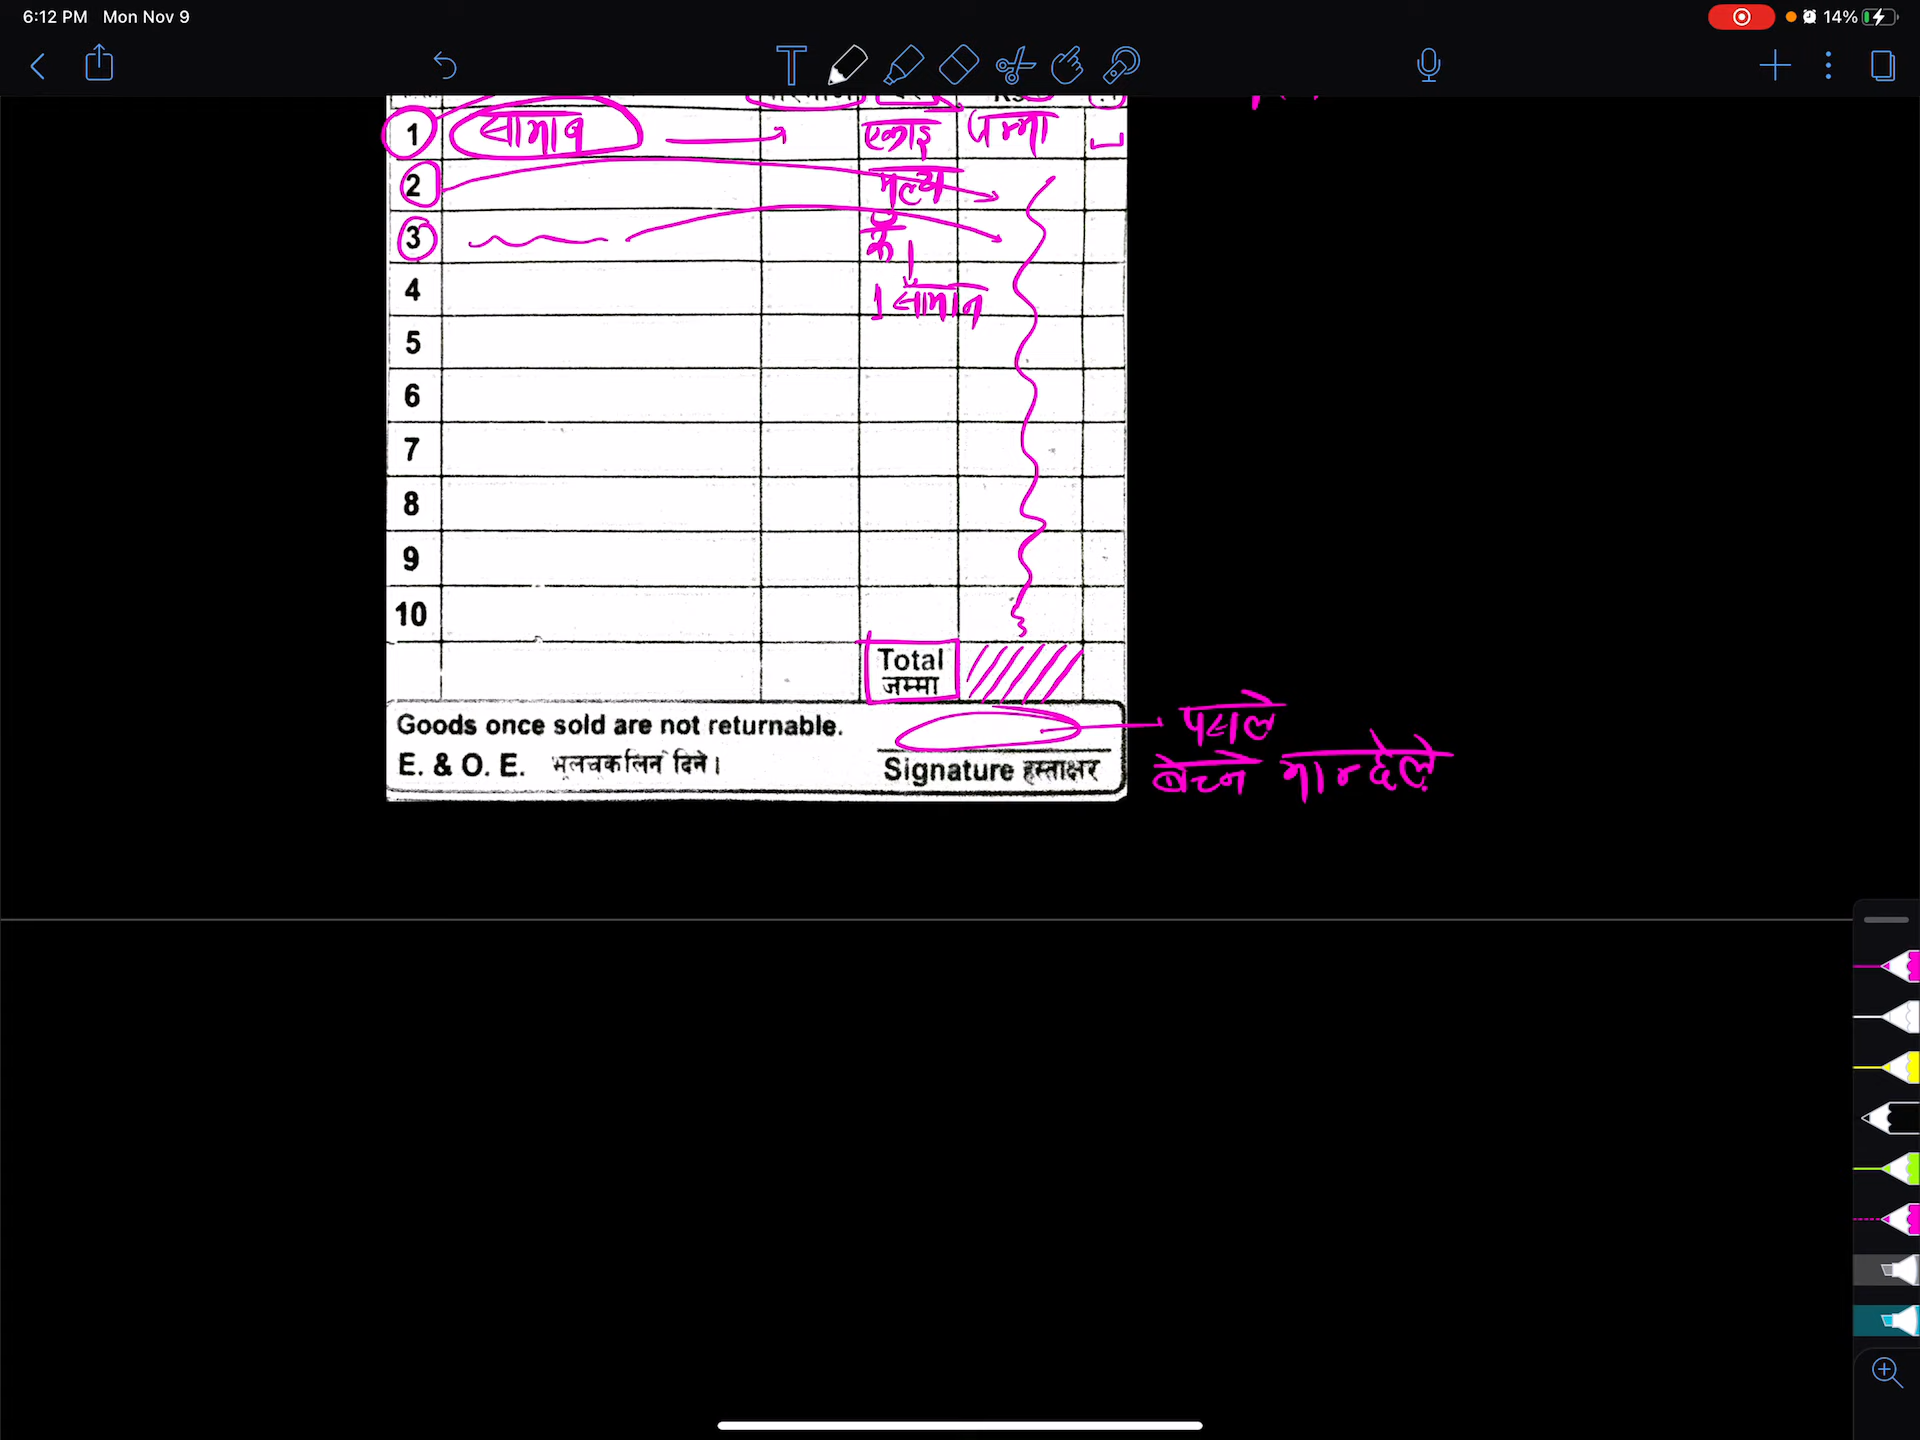 6:12 PM Mon Nov 9
14%
T
1 सामान एकाइ जम्मा
2 मूल्य
3 कै
4 1 सामान
5
6
7
8
9
10
Total
जम्मा
Goods once sold are not returnable.
E. & O. E. भूलचुक लिने दिने।
Signature हस्ताक्षर
पसले
बेच्ने मान्छेले